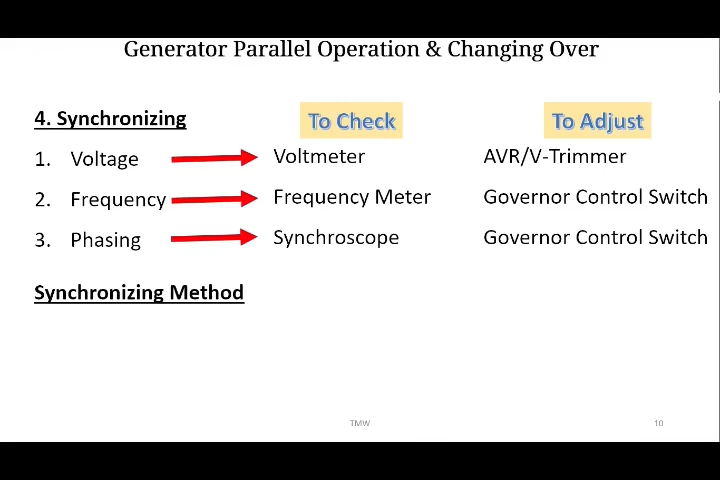 Generator Parallel Operation & Changing Over
4. Synchronizing To Check To Adjust
1. Voltage Voltmeter AVR/V-Trimmer
2. Frequency Frequency Meter Governor Control Switch
3. Phasing Synchroscope Governor Control Switch
Synchronizing Method
TMW 10